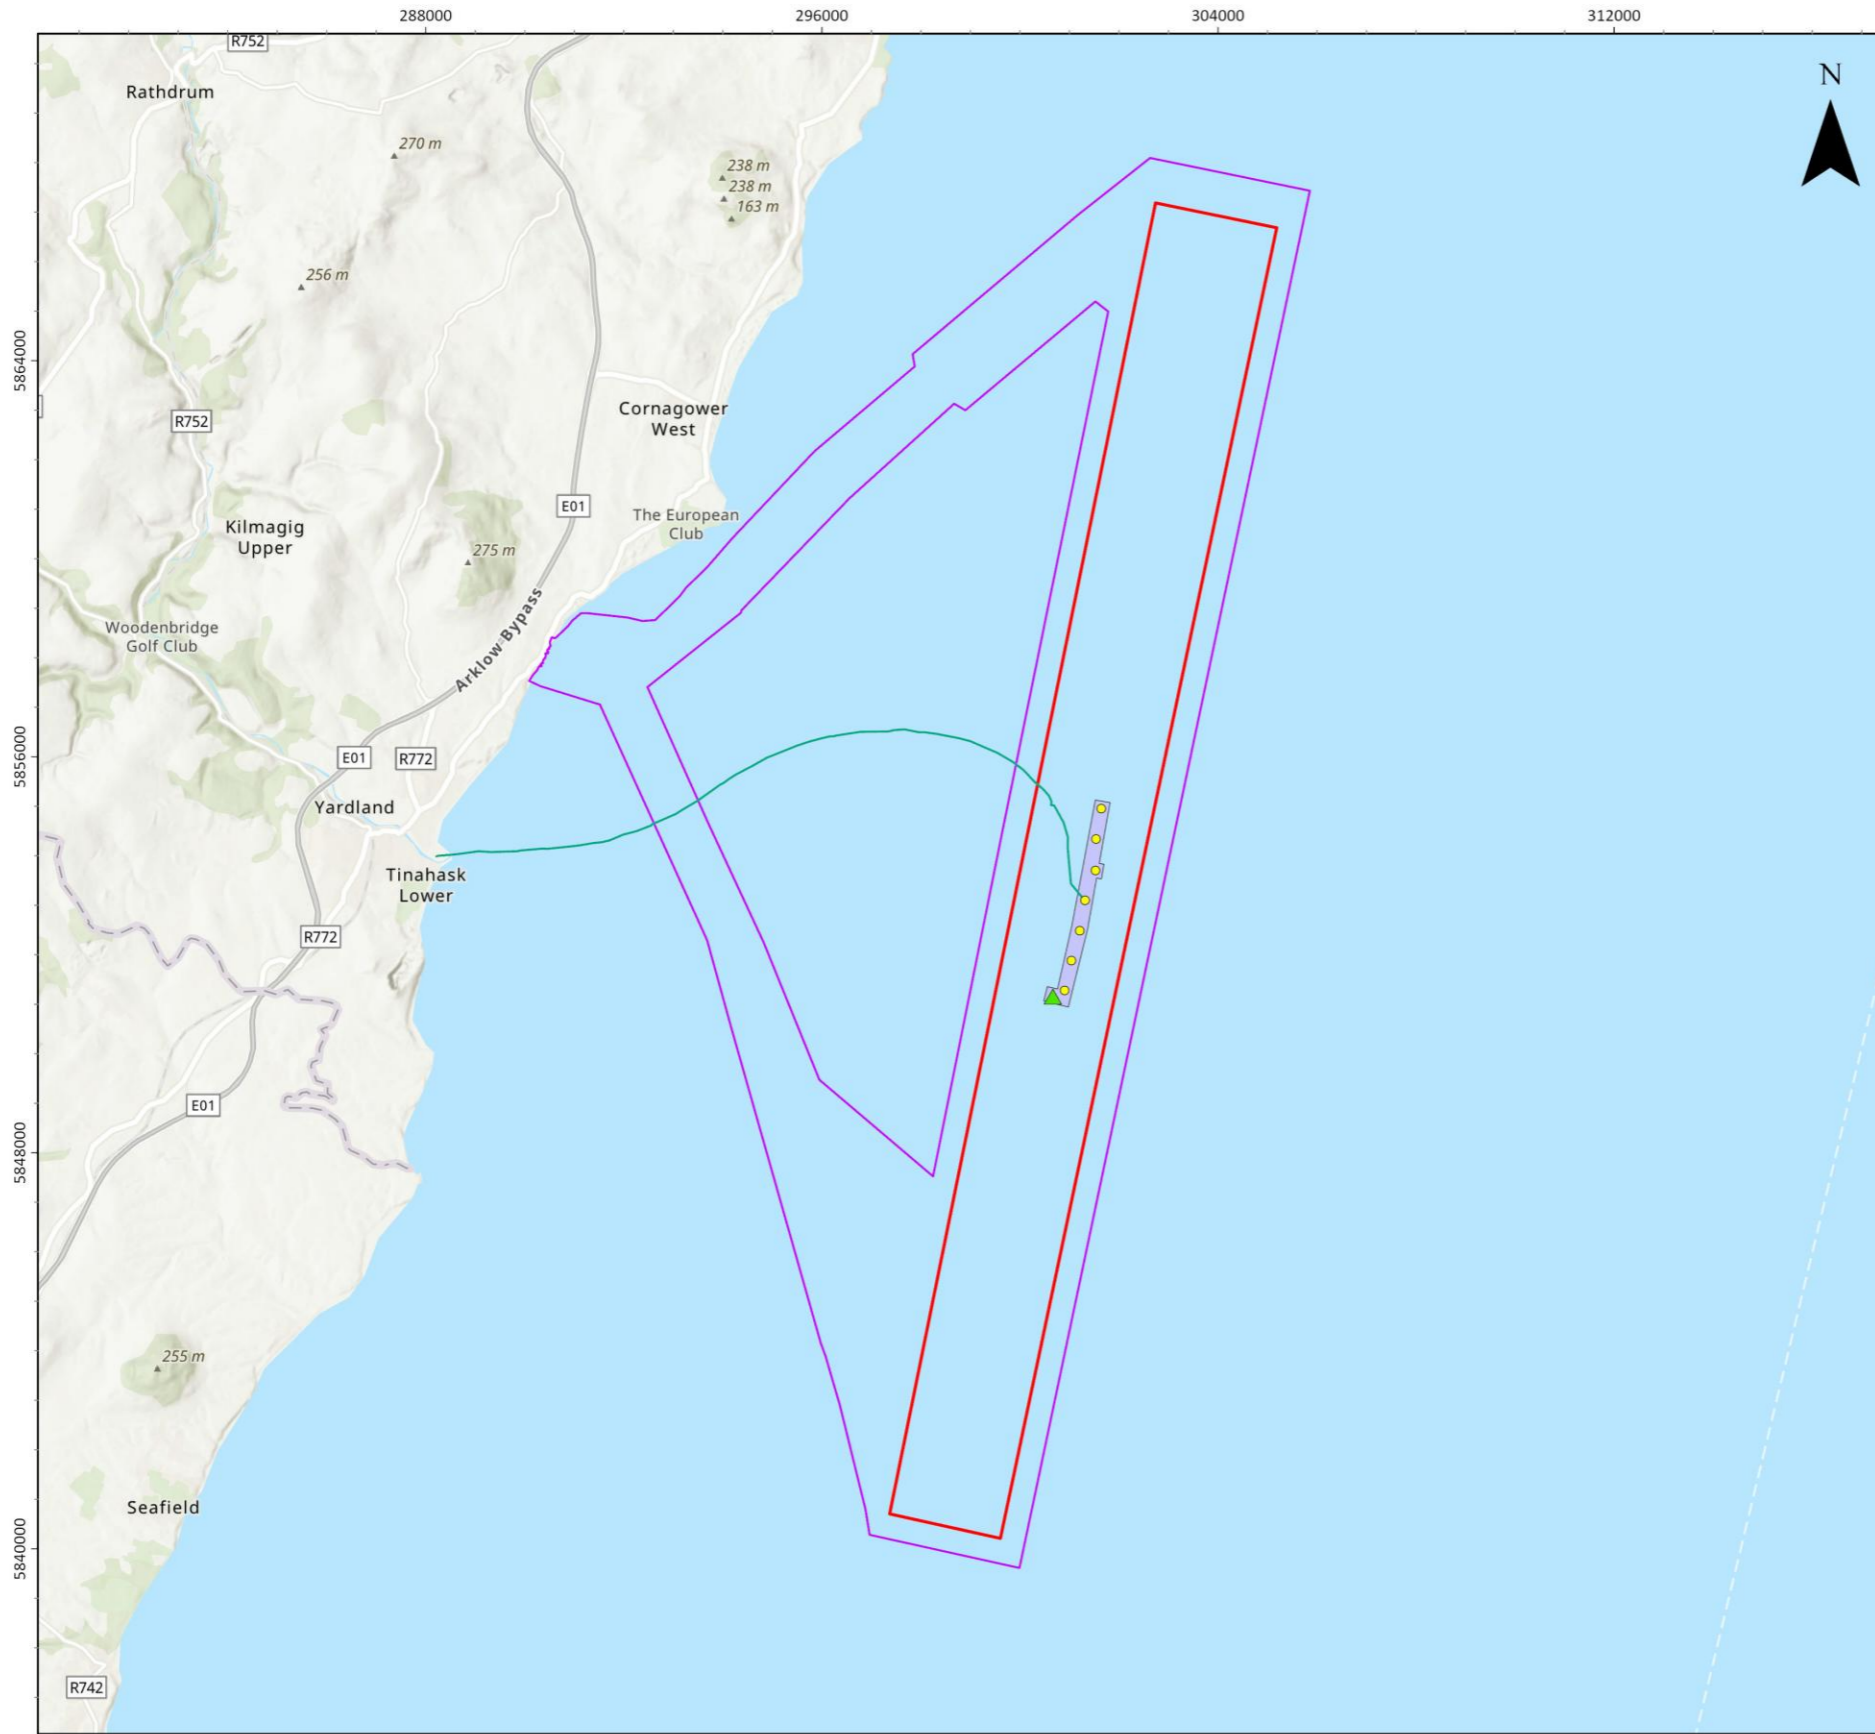 288000
296000
304000
312000
R752
N
Rathdrum
270 m
238 m
238 m
163 m
256 m
5864000
Cornagower
West
R752
E01
The European
Club
Kilmagig
Upper
275 m
Woodenbridge
Golf Club
Arklow Bypass
5856000
E01
R772
Yardland
Tinahask
Lower
R772
E01
5848000
255 m
Seafield
5840000
R742